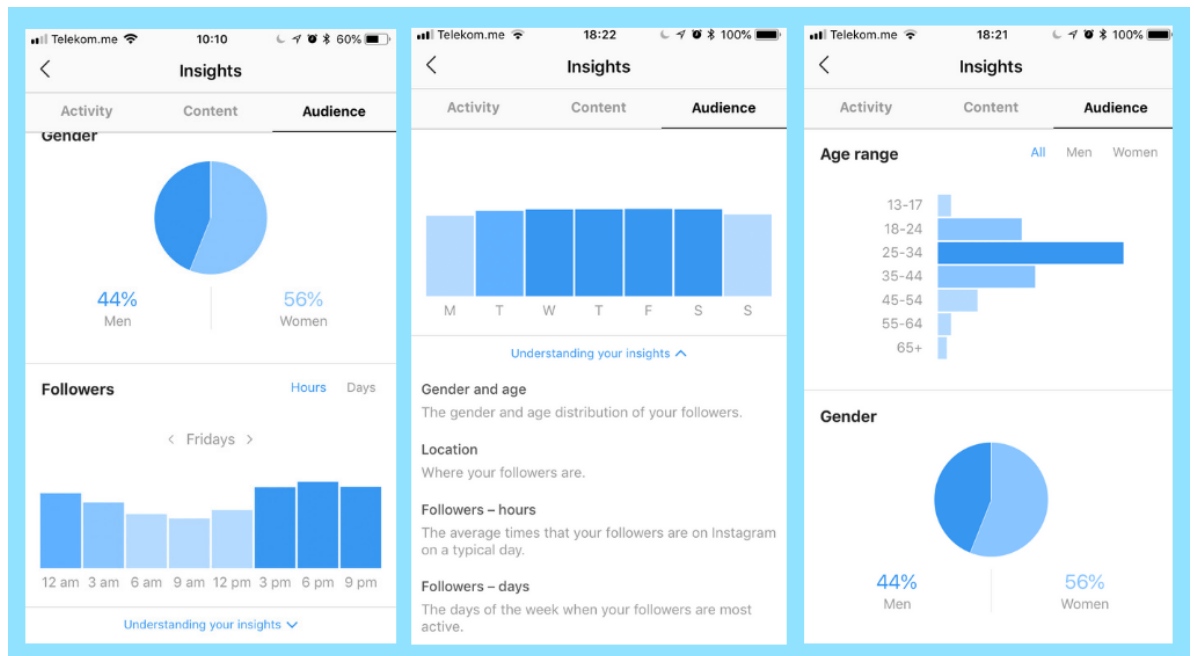 Telekom.me 10:10 60%
Insights
Activity Content Audience
Gender
44% 56%
Men Women
Followers Hours Days
< Fridays >
12 am 3 am 6 am 9 am 12 pm 3 pm 6 pm 9 pm
Understanding your insights
Telekom.me 18:22 100%
Insights
Activity Content Audience
M T W T F S S
Understanding your insights
Gender and age
The gender and age distribution of your followers.
Location
Where your followers are.
Followers – hours
The average times that your followers are on Instagram
on a typical day.
Followers – days
The days of the week when your followers are most
active.
Telekom.me 18:21 100%
Insights
Activity Content Audience
Age range All Men Women
13-17
18-24
25-34
35-44
45-54
55-64
65+
Gender
44% 56%
Men Women